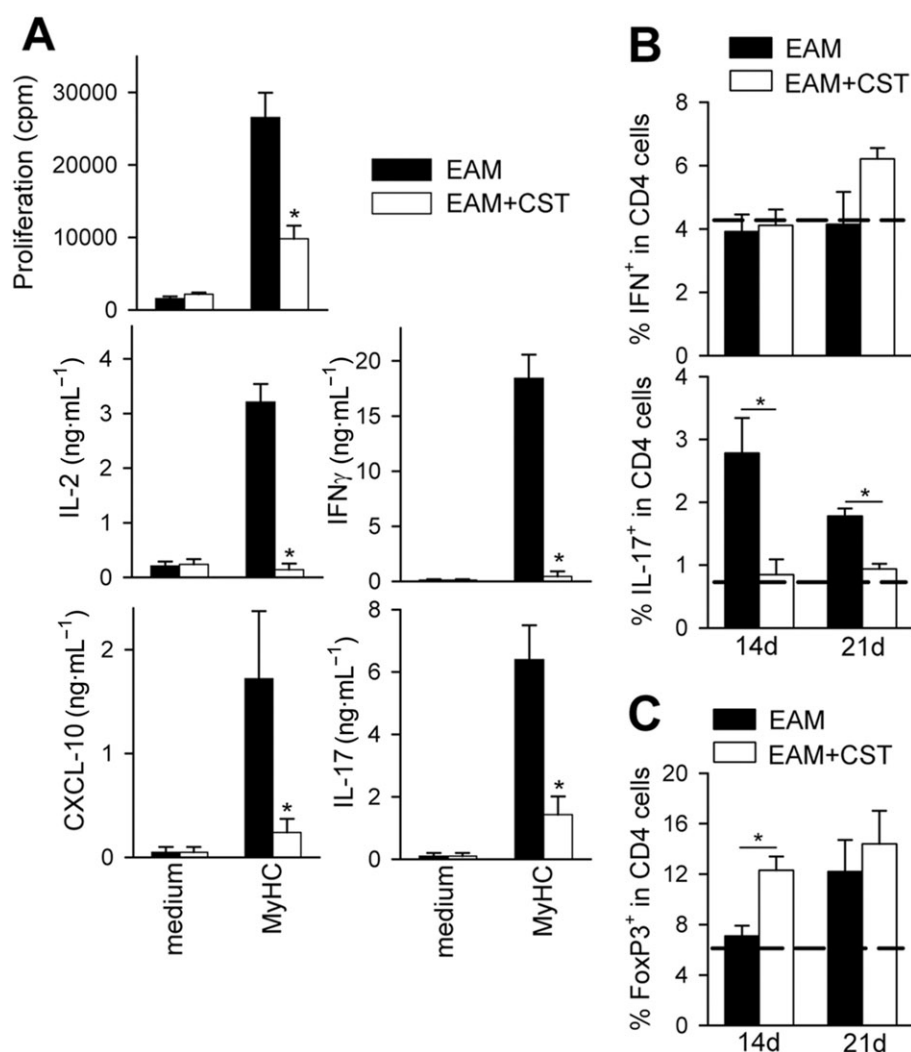 A
Proliferation (cpm)
30000
20000
10000
0
*
EAM
EAM+CST
IL-2 (ng·mL⁻¹)
4
3
2
1
0
*
IFNγ (ng·mL⁻¹)
20
15
10
5
0
*
CXCL-10 (ng·mL⁻¹)
2
1
0
*
medium
MyHC
IL-17 (ng·mL⁻¹)
8
6
4
2
0
*
medium
MyHC
B
EAM
EAM+CST
% IFN⁺ in CD4 cells
8
6
4
2
0
% IL-17⁺ in CD4 cells
4
3
2
1
0
*
*
14d
21d
C
EAM
EAM+CST
% FoxP3⁺ in CD4 cells
20
16
12
8
4
0
*
14d
21d